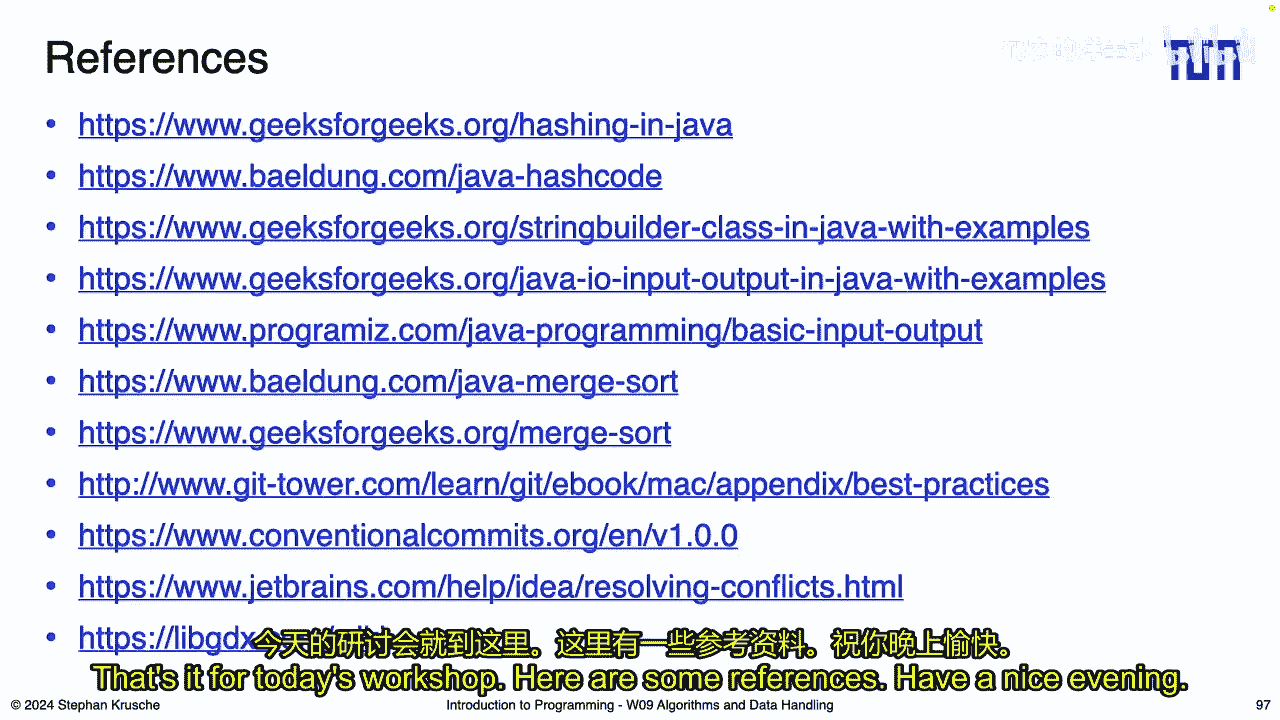 References
• https://www.geeksforgeeks.org/hashing-in-java
• https://www.baeldung.com/java-hashcode
• https://www.geeksforgeeks.org/stringbuilder-class-in-java-with-examples
• https://www.geeksforgeeks.org/java-io-input-output-in-java-with-examples
• https://www.programiz.com/java-programming/basic-input-output
• https://www.baeldung.com/java-merge-sort
• https://www.geeksforgeeks.org/merge-sort
• http://www.git-tower.com/learn/git/ebook/mac/appendix/best-practices
• https://www.conventionalcommits.org/en/v1.0.0
• https://www.jetbrains.com/help/idea/resolving-conflicts.html
• https://libgdx
今天的研讨会就到这里。这里有一些参考资料。祝你晚上愉快。
That's it for today's workshop. Here are some references. Have a nice evening.
© 2024 Stephan Krusche
Introduction to Programming - W09 Algorithms and Data Handling
97